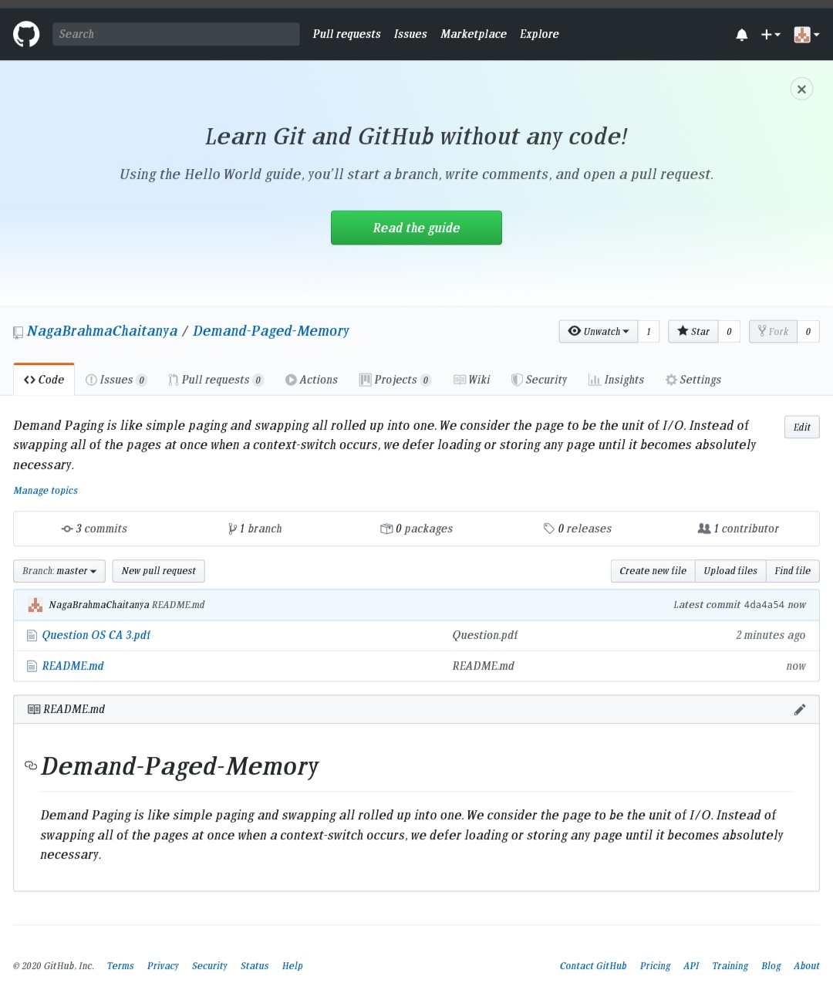 Search Pull requests Issues Marketplace Explore
Learn Git and GitHub without any code!
Using the Hello World guide, you’ll start a branch, write comments, and open a pull request.
Read the guide
NagaBrahmaChaitanya / Demand-Paged-Memory Unwatch 1 Star 0 Fork 0
Code Issues 0 Pull requests 0 Actions Projects 0 Wiki Security Insights Settings
Demand Paging is like simple paging and swapping all rolled up into one. We consider the page to be the unit of I/O. Instead of
swapping all of the pages at once when a context-switch occurs, we defer loading or storing any page until it becomes absolutely
necessary.
Edit
Manage topics
3 commits 1 branch 0 packages 0 releases 1 contributor
Branch: master New pull request Create new file Upload files Find file
NagaBrahmaChaitanya README.md Latest commit 4da4a54 now
Question OS CA 3.pdf Question.pdf 2 minutes ago
README.md README.md now
README.md
Demand-Paged-Memory
Demand Paging is like simple paging and swapping all rolled up into one. We consider the page to be the unit of I/O. Instead of
swapping all of the pages at once when a context-switch occurs, we defer loading or storing any page until it becomes absolutely
necessary.
© 2020 GitHub, Inc. Terms Privacy Security Status Help Contact GitHub Pricing API Training Blog About